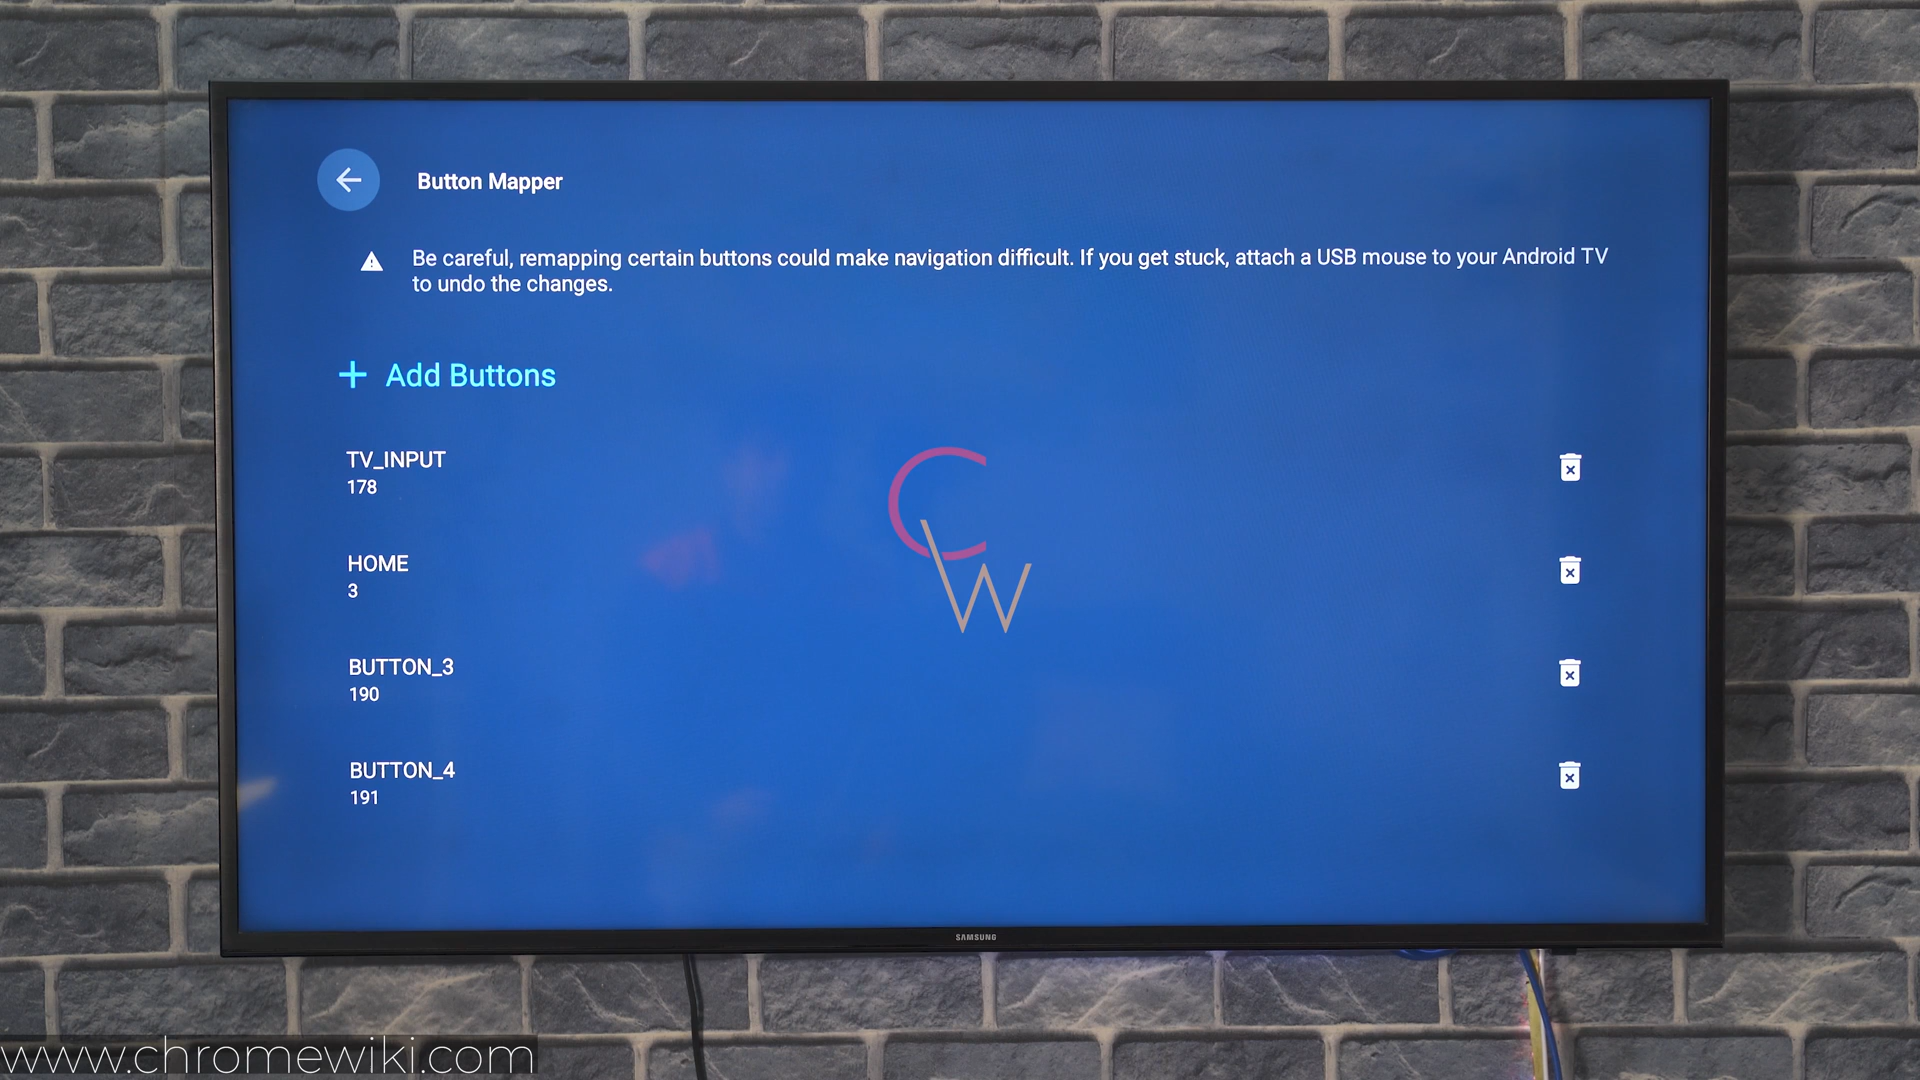 Button Mapper
Be careful, remapping certain buttons could make navigation difficult. If you get stuck, attach a USB mouse to your Android TV
to undo the changes.
+ Add Buttons
TV_INPUT
178
HOME
3
BUTTON_3
190
BUTTON_4
191
CW
SAMSUNG
www.chromewiki.com